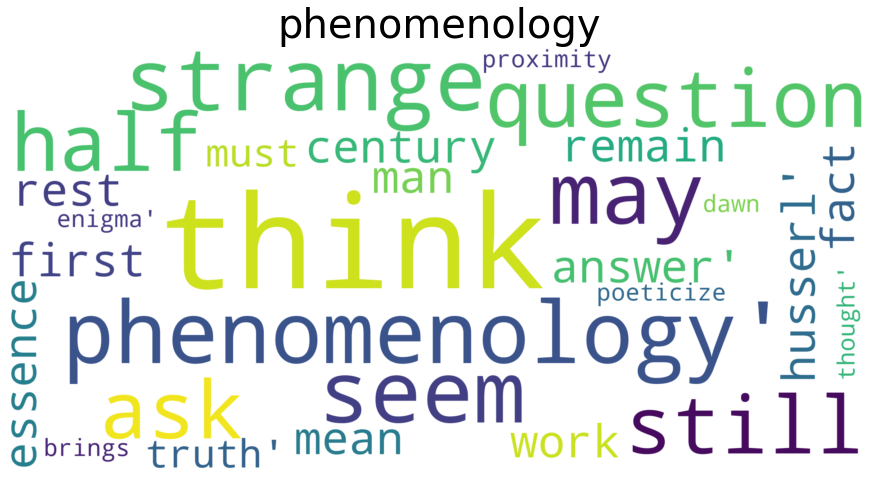 phenomenology
proximity
strange
question
half
must
century
remain
man
rest
may
dawn
enigma'
think
husserl'
fact
first
answer'
poeticize
thought'
essence
phenomenology'
seem
ask
still
work
mean
brings
truth'